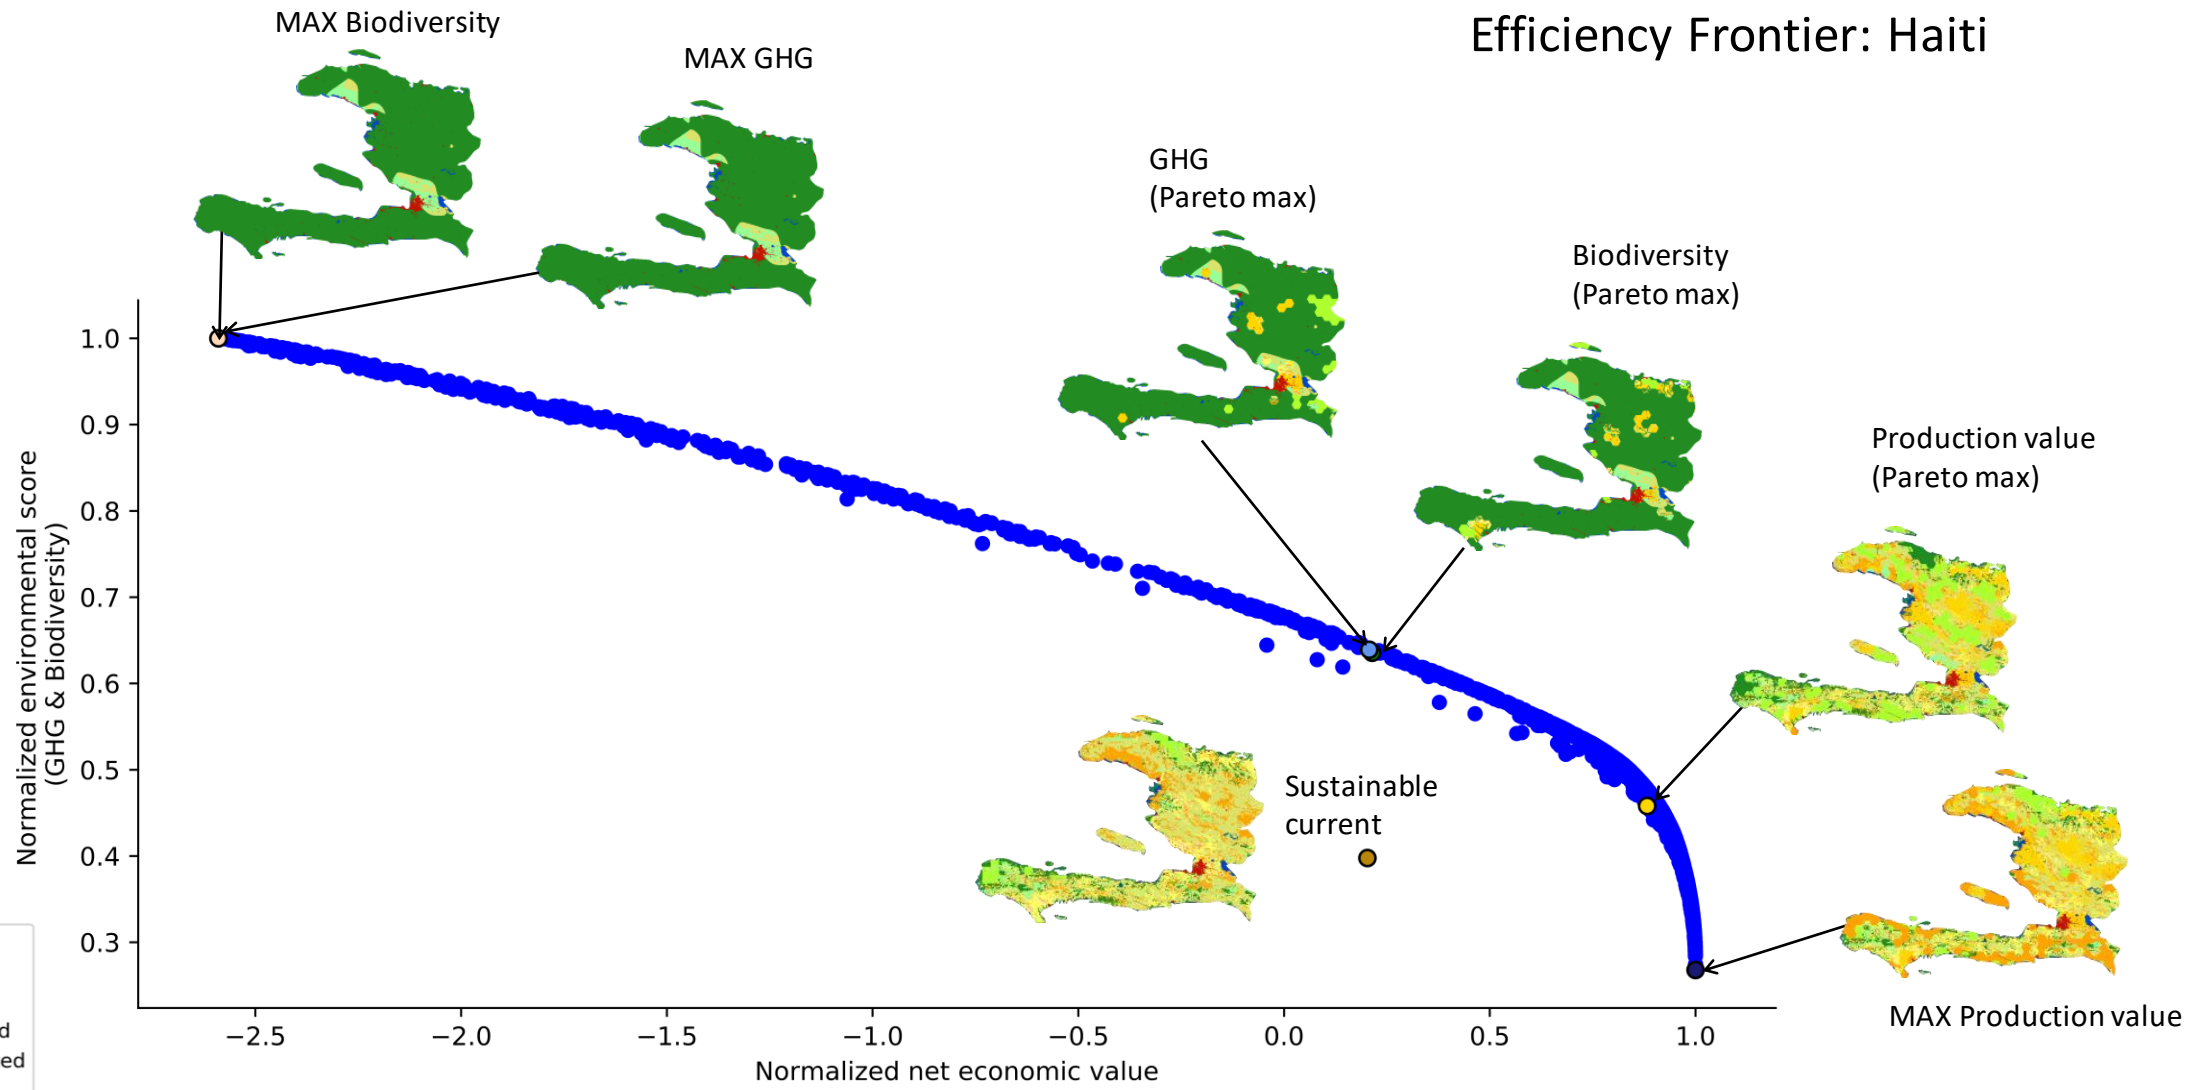 Efficiency Frontier: Haiti
MAX Biodiversity
MAX GHG
GHG
(Pareto max)
Biodiversity
(Pareto max)
Production value
(Pareto max)
Sustainable
current
MAX Production value
Normalized environmental score
(GHG & Biodiversity)
1.0
0.9
0.8
0.7
0.6
0.5
0.4
0.3
−2.5
−2.0
−1.5
−1.0
−0.5
0.0
0.5
1.0
Normalized net economic value
d
ed